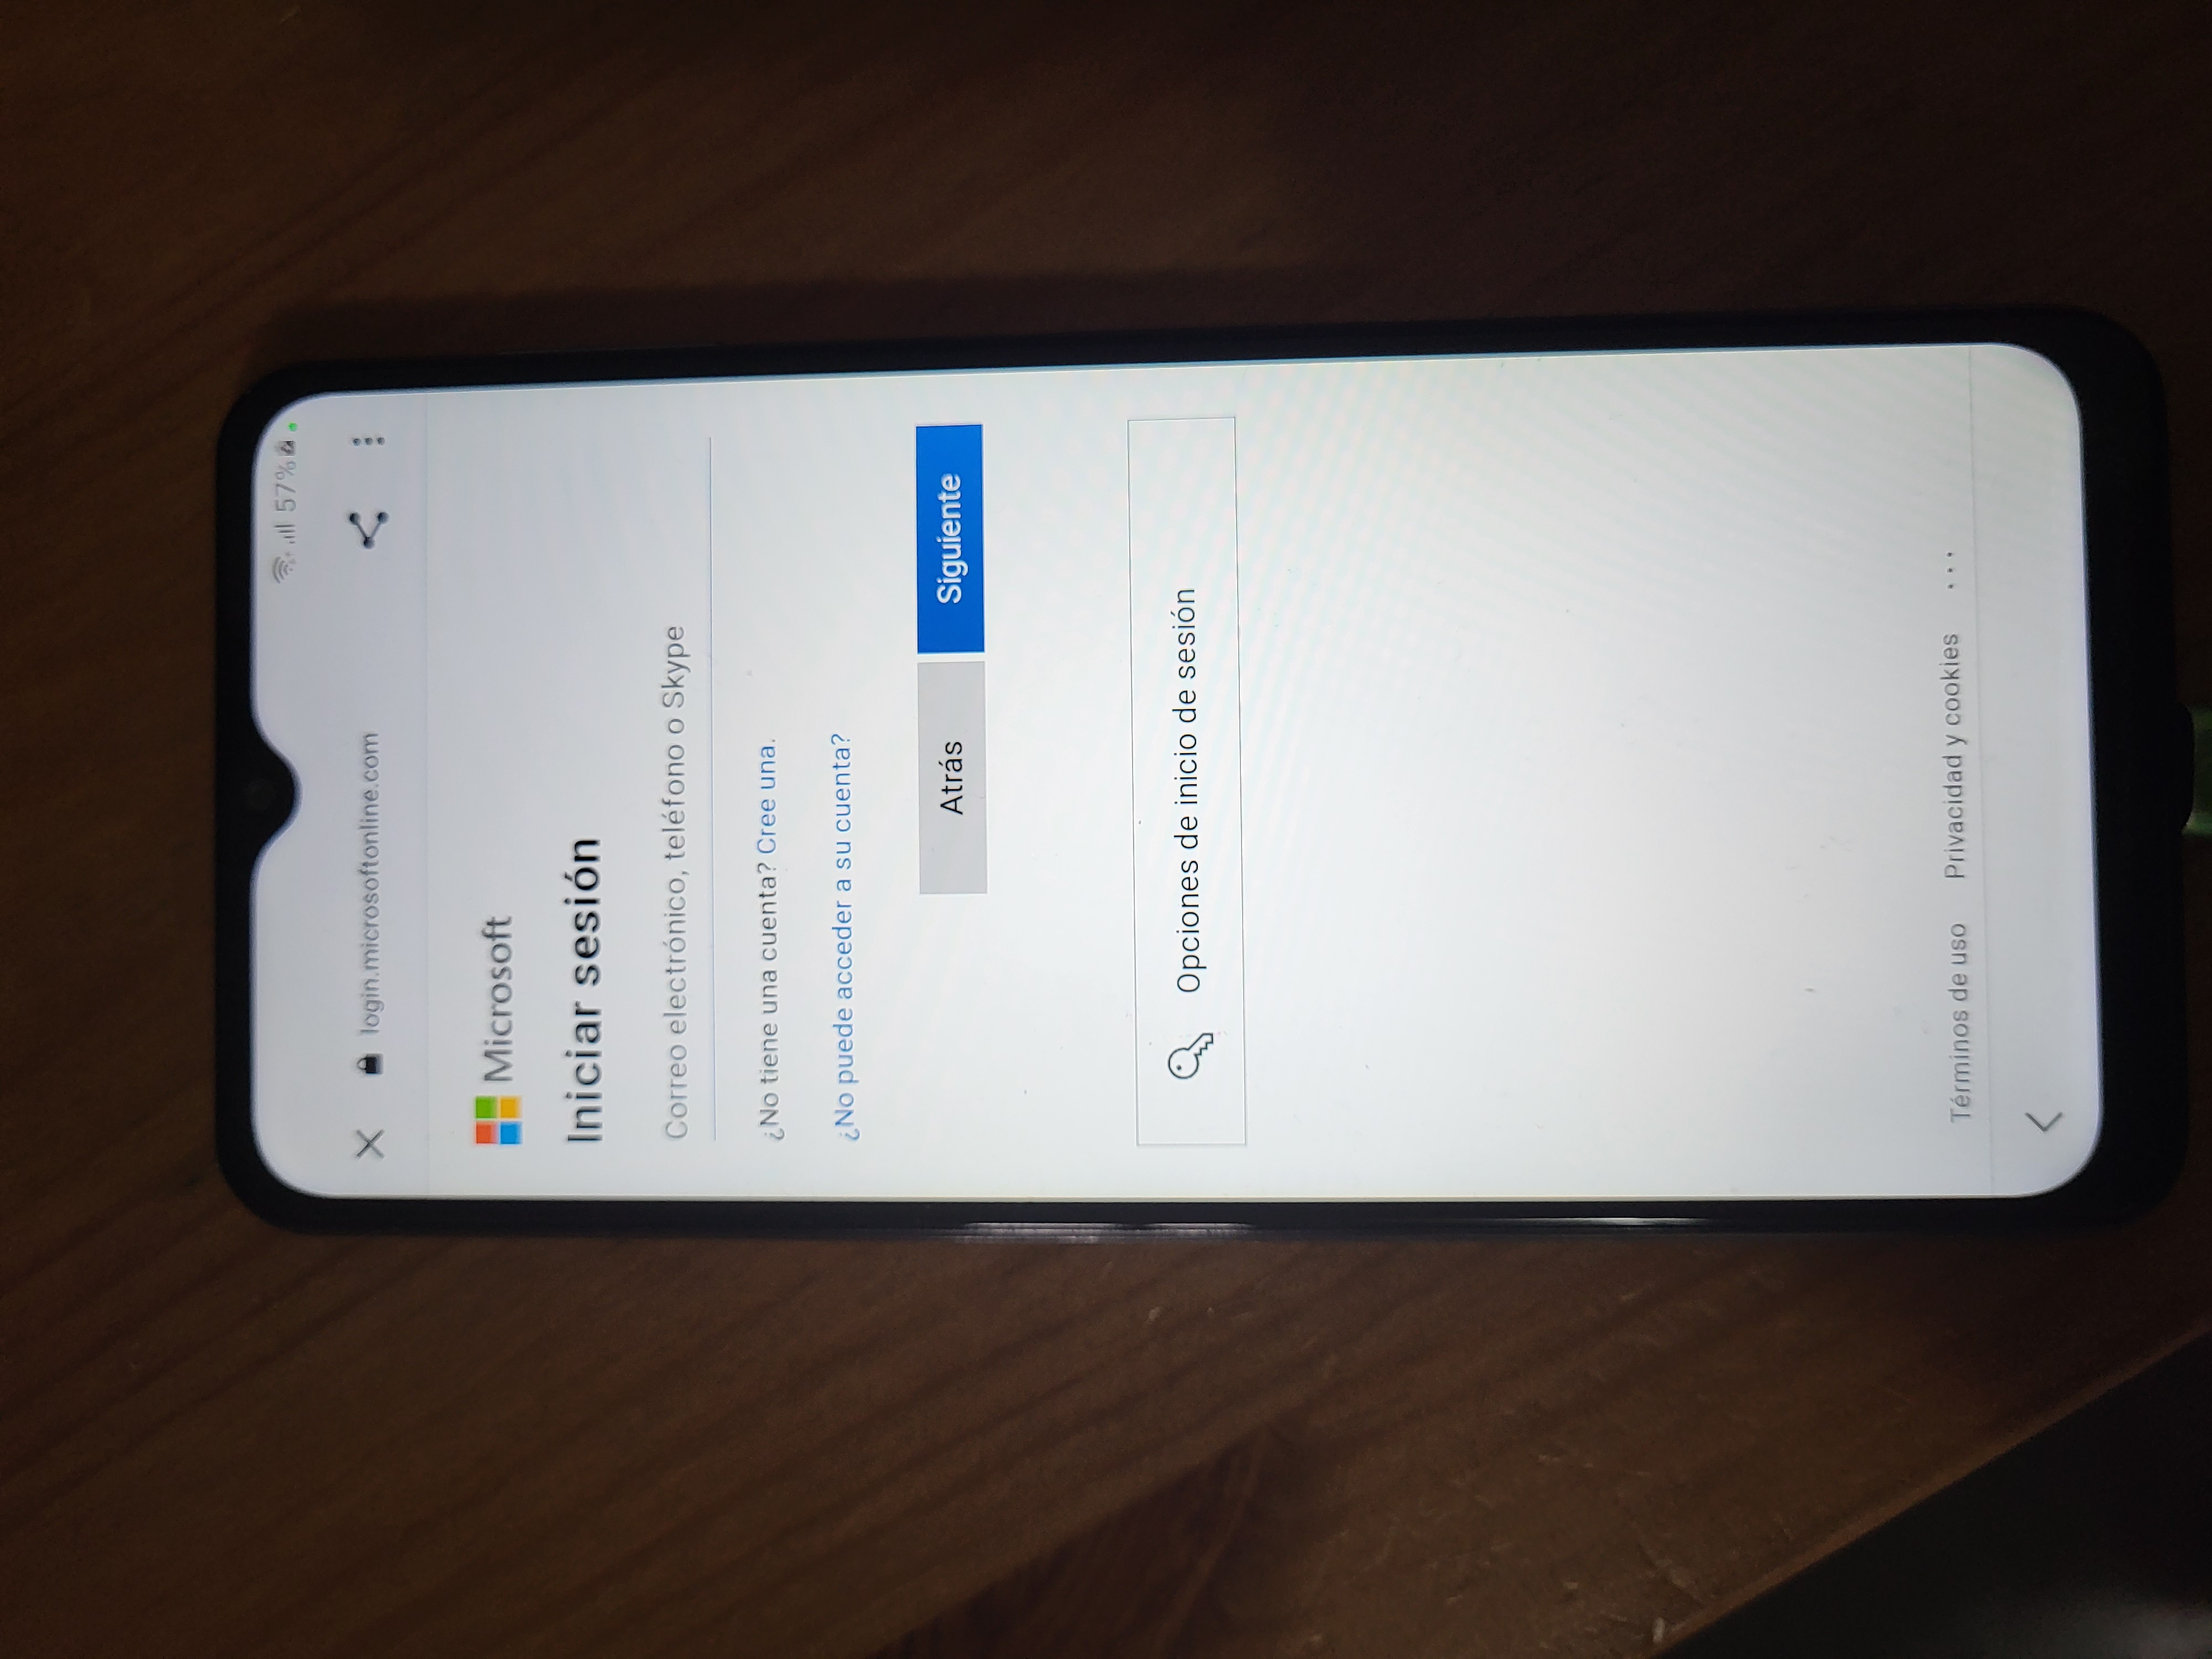 57%
login.microsoftonline.com
Microsoft
Iniciar sesión
Correo electrónico, teléfono o Skype
¿No tiene una cuenta? Cree una.
¿No puede acceder a su cuenta?
Atrás Siguiente
Opciones de inicio de sesión
Términos de uso Privacidad y cookies ...